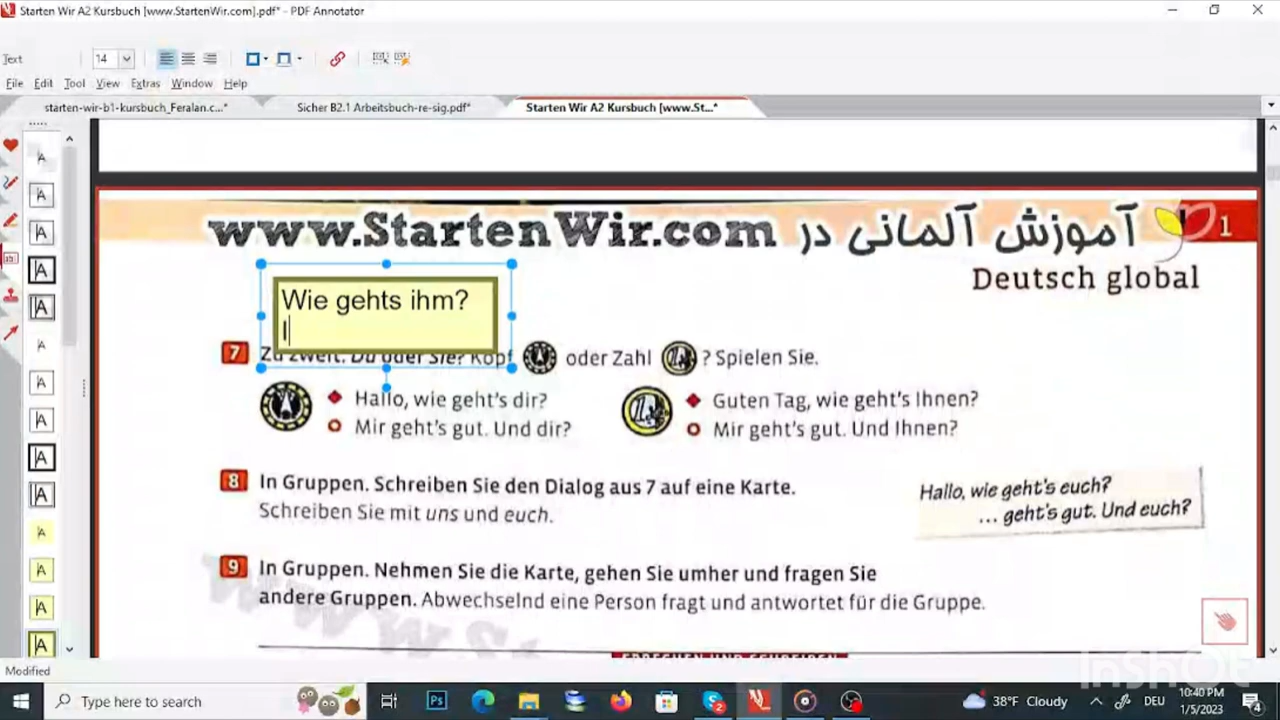 Starten Wir A2 Kursbuch [www.StartenWir.com].pdf* - PDF Annotator
Text
14
File Edit Tool View Extras Window Help
starten-wir-b1-kursbuch_Feralan.c...*
Sicher B2.1 Arbeitsbuch-re-sig.pdf*
Starten Wir A2 Kursbuch [www.St...*
www.StartenWir.com آموزش آلمانی در
1
Deutsch global
Wie gehts ihm?
I
7 Zu zweit. Du oder Sie? Kopf oder Zahl ? Spielen Sie.
Hallo, wie geht's dir?
Mir geht's gut. Und dir?
Guten Tag, wie geht's Ihnen?
Mir geht's gut. Und Ihnen?
8 In Gruppen. Schreiben Sie den Dialog aus 7 auf eine Karte.
Schreiben Sie mit uns und euch.
Hallo, wie geht's euch?
... geht's gut. Und euch?
9 In Gruppen. Nehmen Sie die Karte, gehen Sie umher und fragen Sie
andere Gruppen. Abwechselnd eine Person fragt und antwortet für die Gruppe.
www.S
SPRECHEN UND SCHREIBEN
Modified
InShOt
Type here to search
38°F Cloudy
DEU
10:40 PM
1/5/2023